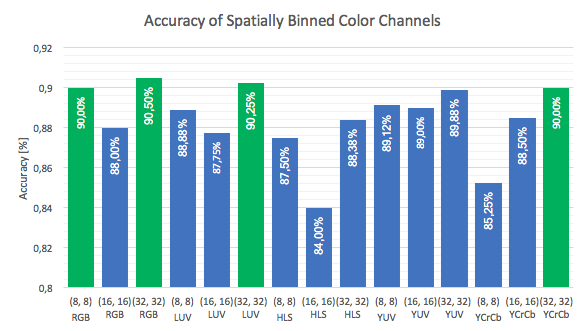 Accuracy of Spatially Binned Color Channels
Accuracy [%]
0,92
0,9
0,88
0,86
0,84
0,82
0,8
90,00%
88,00%
90,50%
88,88%
87,75%
90,25%
87,50%
84,00%
88,38%
89,12%
89,00%
89,88%
85,25%
88,50%
90,00%
(8, 8) RGB
(16, 16) RGB
(32, 32) RGB
(8, 8) LUV
(16, 16) LUV
(32, 32) LUV
(8, 8) HLS
(16, 16) HLS
(32, 32) HLS
(8, 8) YUV
(16, 16) YUV
(32, 32) YUV
(8, 8) YCrCb
(16, 16) YCrCb
(32, 32) YCrCb